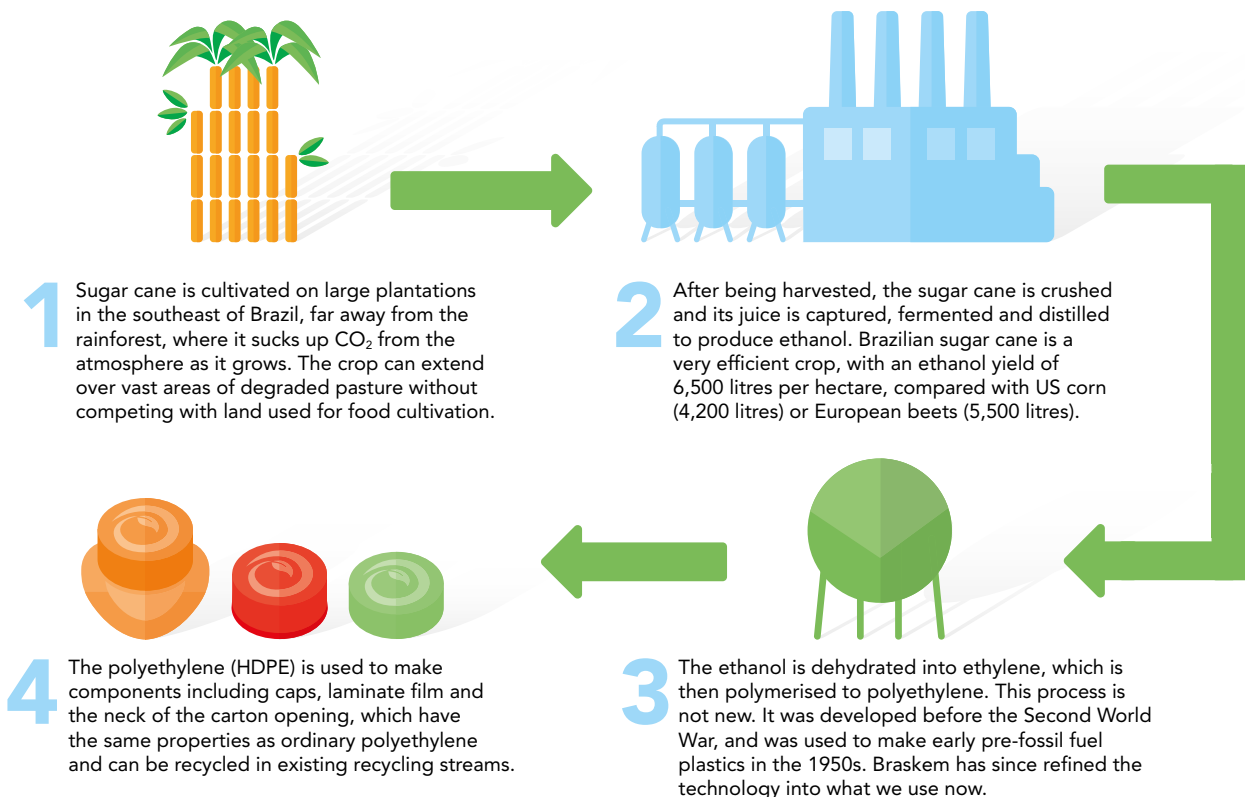 1
Sugar cane is cultivated on large plantations
in the southeast of Brazil, far away from the
rainforest, where it sucks up CO₂ from the
atmosphere as it grows. The crop can extend
over vast areas of degraded pasture without
competing with land used for food cultivation.
2
After being harvested, the sugar cane is crushed
and its juice is captured, fermented and distilled
to produce ethanol. Brazilian sugar cane is a
very efficient crop, with an ethanol yield of
6,500 litres per hectare, compared with US corn
(4,200 litres) or European beets (5,500 litres).
3
The ethanol is dehydrated into ethylene, which is
then polymerised to polyethylene. This process is
not new. It was developed before the Second World
War, and was used to make early pre-fossil fuel
plastics in the 1950s. Braskem has since refined the
technology into what we use now.
4
The polyethylene (HDPE) is used to make
components including caps, laminate film and
the neck of the carton opening, which have
the same properties as ordinary polyethylene
and can be recycled in existing recycling streams.